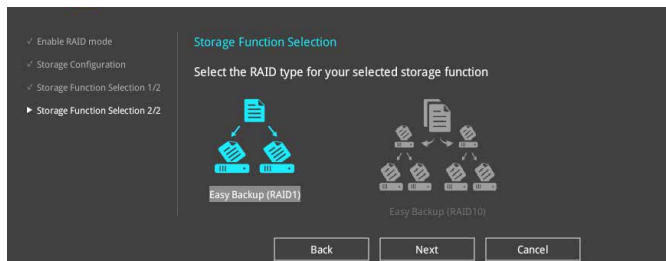 ✓ Enable RAID mode
✓ Storage Configuration
✓ Storage Function Selection 1/2
▶ Storage Function Selection 2/2
Storage Function Selection
Select the RAID type for your selected storage function
Easy Backup (RAID1)
Easy Backup (RAID10)
Back
Next
Cancel